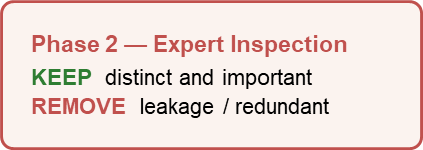 Phase 2 — Expert Inspection
KEEP distinct and important
REMOVE leakage / redundant